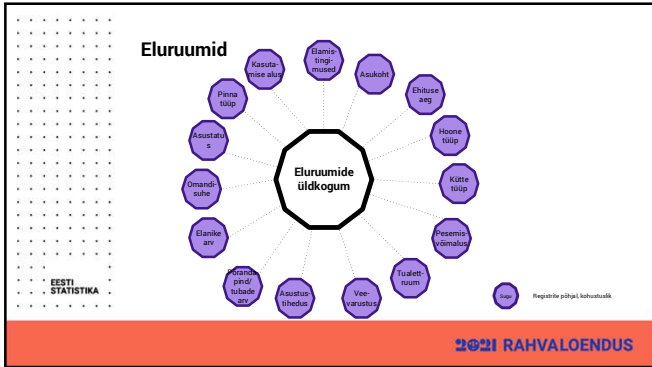 Eluruumid
Elamis-
tingi-
mused
Asukoht
Ehituse
aeg
Hoone
tüüp
Kütte
tüüp
Pesemis-
võimalus
Tualett-
ruum
Vee-
varustus
Asustus-
tihedus
Põranda-
pind/
tubade
arv
Elanike
arv
Omandi-
suhe
Asustatu
s
Pinna
tüüp
Kasuta-
mise alus
Eluruumide
üldkogum
Sugu
Registrite põhjal, kohustuslik
EESTI
STATISTIKA
2021 RAHVALOENDUS